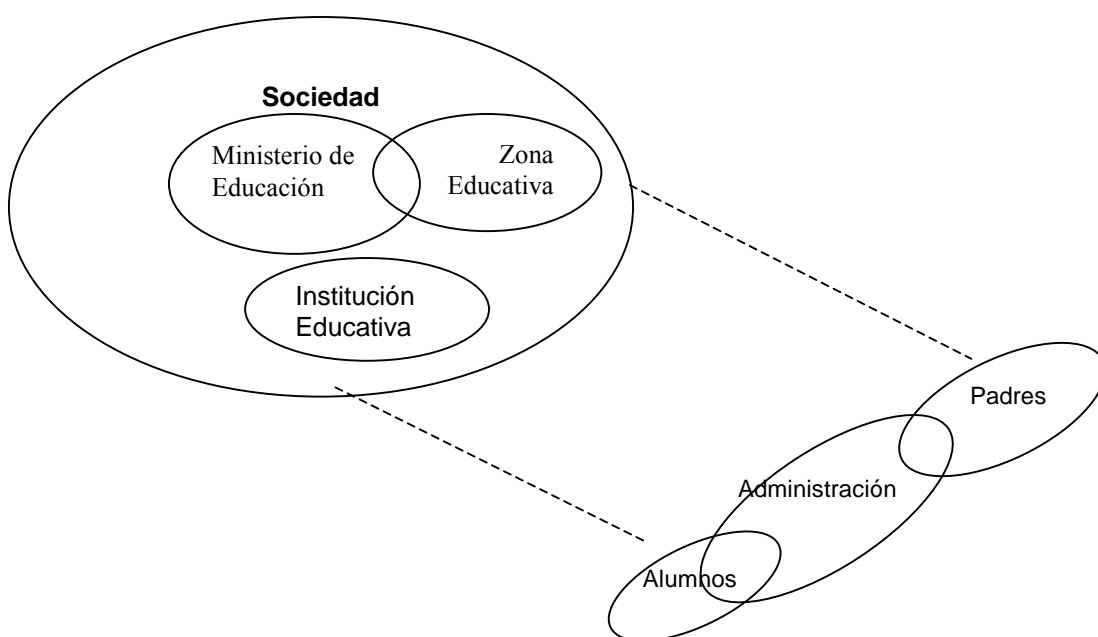 Sociedad
Ministerio de
Educación
Zona
Educativa
Institución
Educativa
Padres
Administración
Alumnos